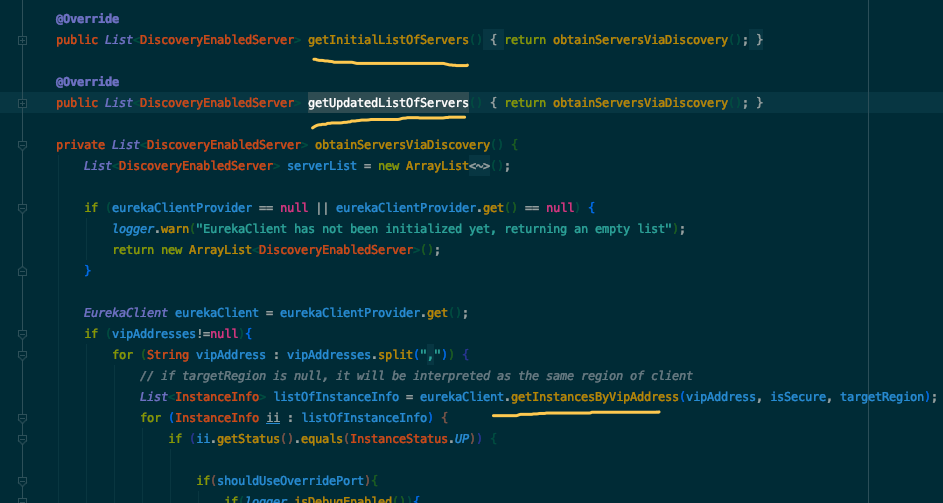 @Override
public List<DiscoveryEnabledServer> getInitialListOfServers() { return obtainServersViaDiscovery(); }
@Override
public List<DiscoveryEnabledServer> getUpdatedListOfServers() { return obtainServersViaDiscovery(); }
private List<DiscoveryEnabledServer> obtainServersViaDiscovery() {
List<DiscoveryEnabledServer> serverList = new ArrayList<~>();
if (eurekaClientProvider == null || eurekaClientProvider.get() == null) {
logger.warn("EurekaClient has not been initialized yet, returning an empty list");
return new ArrayList<DiscoveryEnabledServer>();
}
EurekaClient eurekaClient = eurekaClientProvider.get();
if (vipAddresses!=null){
for (String vipAddress : vipAddresses.split(",")) {
// if targetRegion is null, it will be interpreted as the same region of client
List<InstanceInfo> listOfInstanceInfo = eurekaClient.getInstancesByVipAddress(vipAddress, isSecure, targetRegion);
for (InstanceInfo ii : listOfInstanceInfo) {
if (ii.getStatus().equals(InstanceStatus.UP)) {
if(shouldUseOverridePort){
if(logger.isDebugEnabled()){